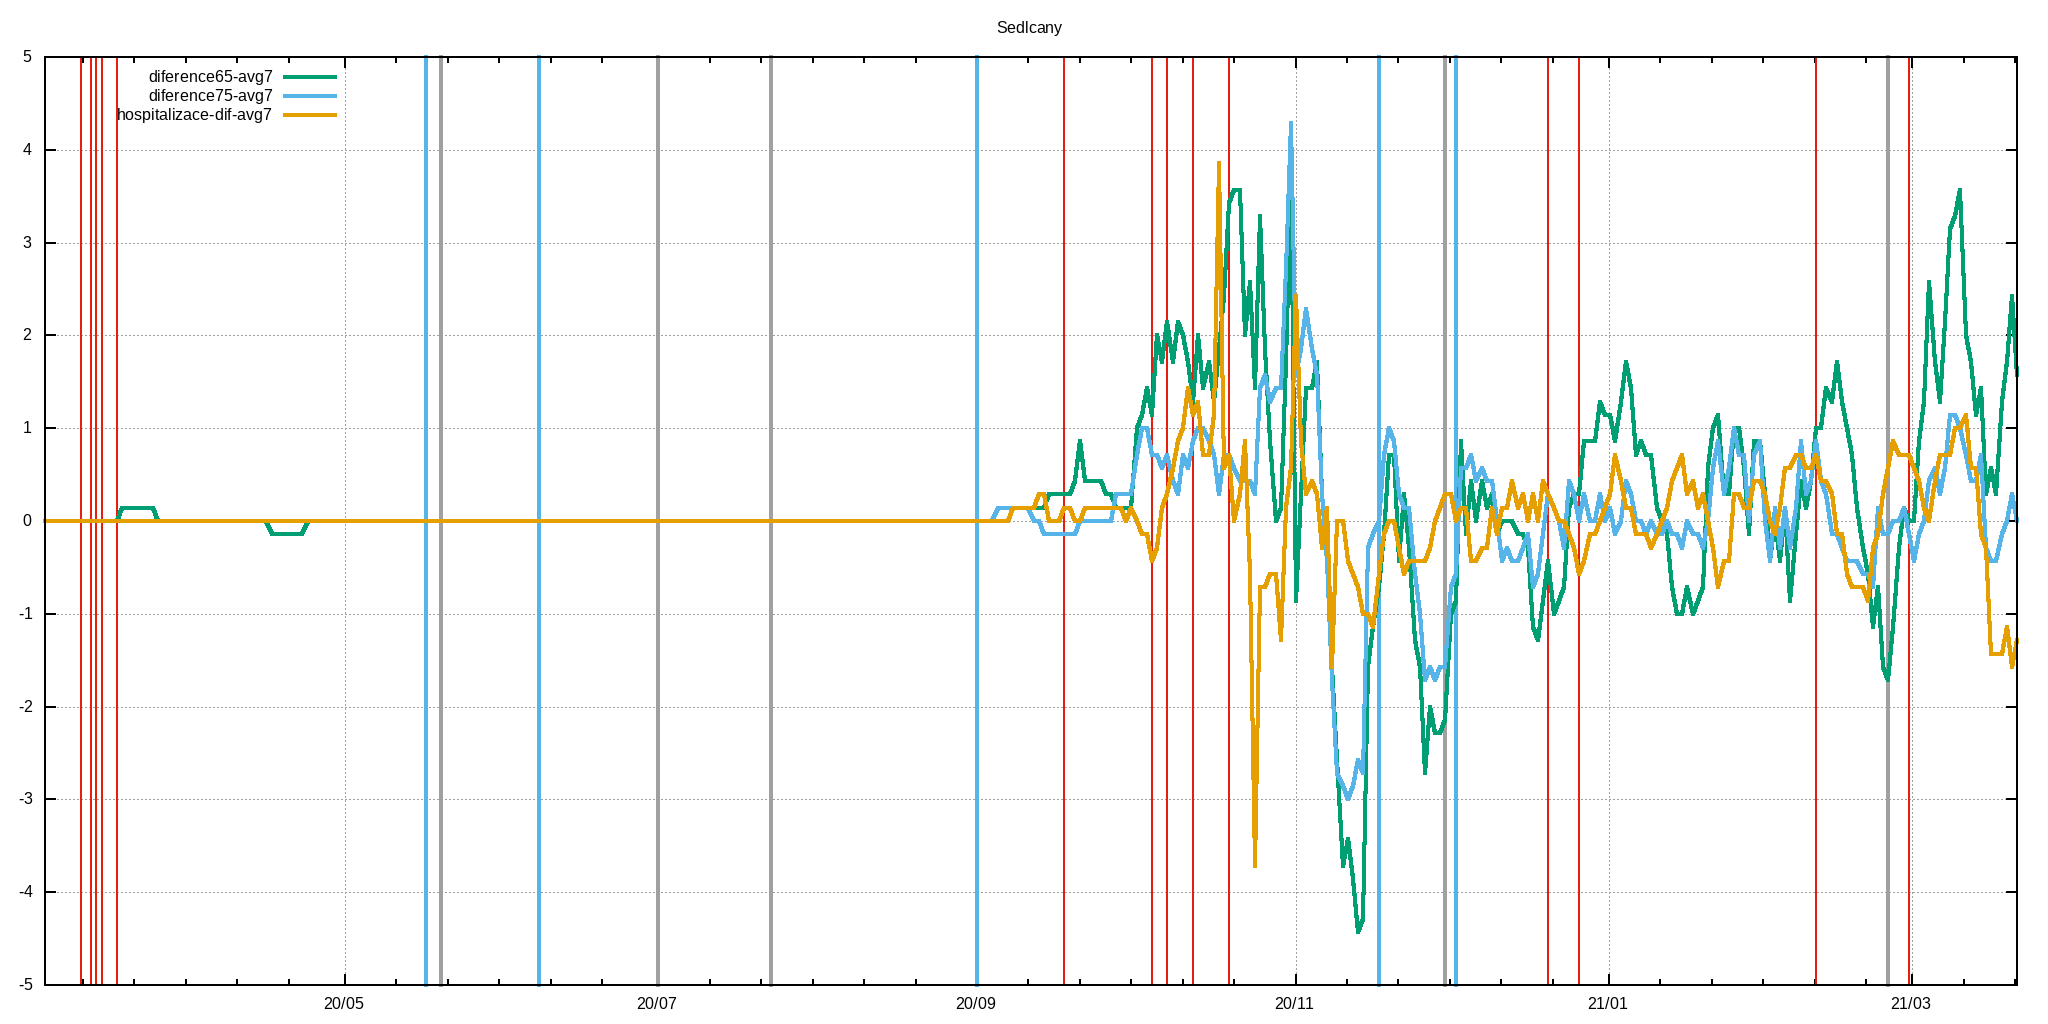 Sedlcany
diference65-avg7
diference75-avg7
hospitalizace-dif-avg7
5
4
3
2
1
0
-1
-2
-3
-4
-5
20/05 20/07 20/09 20/11 21/01 21/03